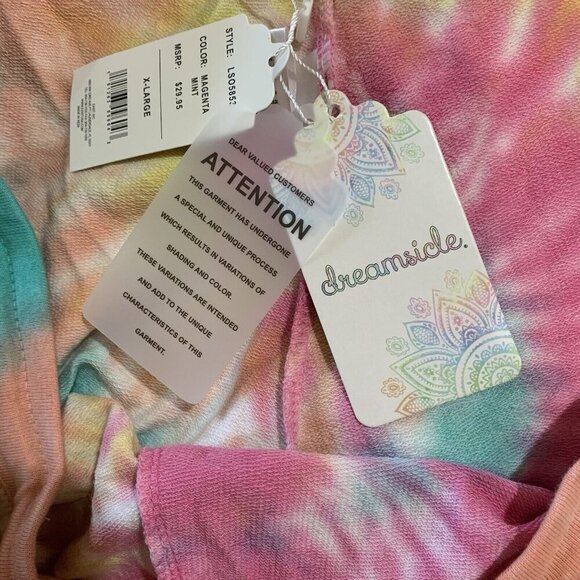 STYLE: LSO585
COLOR: MAGENTA
MINT
MSRP: $29.95
X-LARGE
DEAR VALUED CUSTOMERS
ATTENTION
THIS GARMENT HAS UNDERGONE
A SPECIAL AND UNIQUE PROCESS
WHICH RESULTS IN VARIATIONS OF
SHADING AND COLOR.
THESE VARIATIONS ARE INTENDED
AND ADD TO THE UNIQUE
CHARACTERISTICS OF THIS
GARMENT.
dreamsicle.